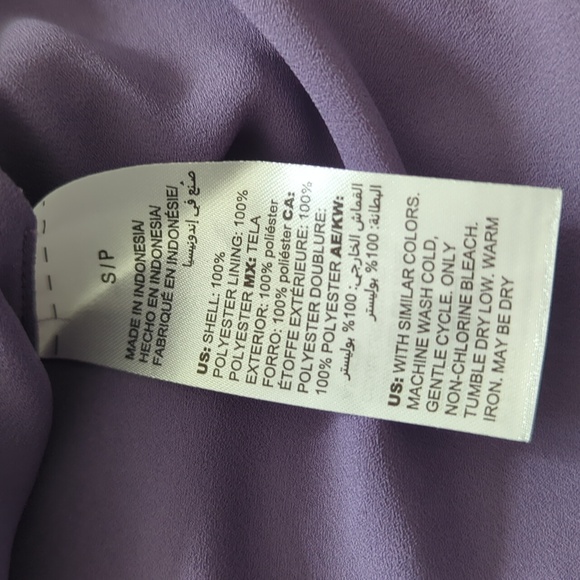 S/P
MADE IN INDONESIA/
HECHO EN INDONESIA/
FABRIQUÉ EN INDONÉSIE/
صنع في إندونيسيا
US: SHELL: 100%
POLYESTER LINING: 100%
POLYESTER MX: TELA
EXTERIOR: 100% poliéster
FORRO: 100% poliéster CA:
ÉTOFFE EXTÉRIEURE: 100%
POLYESTER DOUBLURE:
100% POLYESTER AE/KW:
القماش الخارجي: 100% بوليستر
البطانة: 100% بوليستر
US: WITH SIMILAR COLORS.
MACHINE WASH COLD,
GENTLE CYCLE. ONLY
NON-CHLORINE BLEACH.
TUMBLE DRY LOW. WARM
IRON. MAY BE DRY